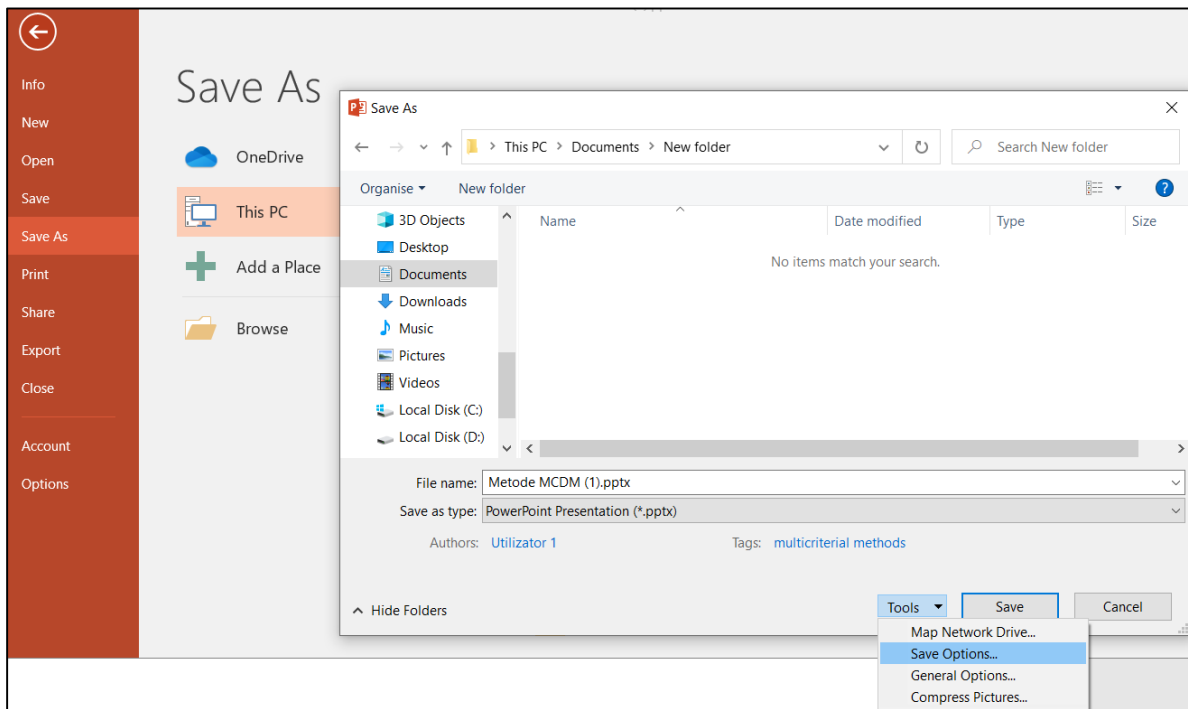 Info
New
Open
Save
Save As
Print
Share
Export
Close
Account
Options
Save As
OneDrive
This PC
Add a Place
Browse
Save As
This PC > Documents > New folder
Search New folder
Organise
New folder
3D Objects
Desktop
Documents
Downloads
Music
Pictures
Videos
Local Disk (C:)
Local Disk (D:)
Name Date modified Type Size
No items match your search.
File name: Metode MCDM (1).pptx
Save as type: PowerPoint Presentation (*.pptx)
Authors: Utilizator 1 Tags: multicriterial methods
Hide Folders
Tools Save Cancel
Map Network Drive...
Save Options...
General Options...
Compress Pictures...